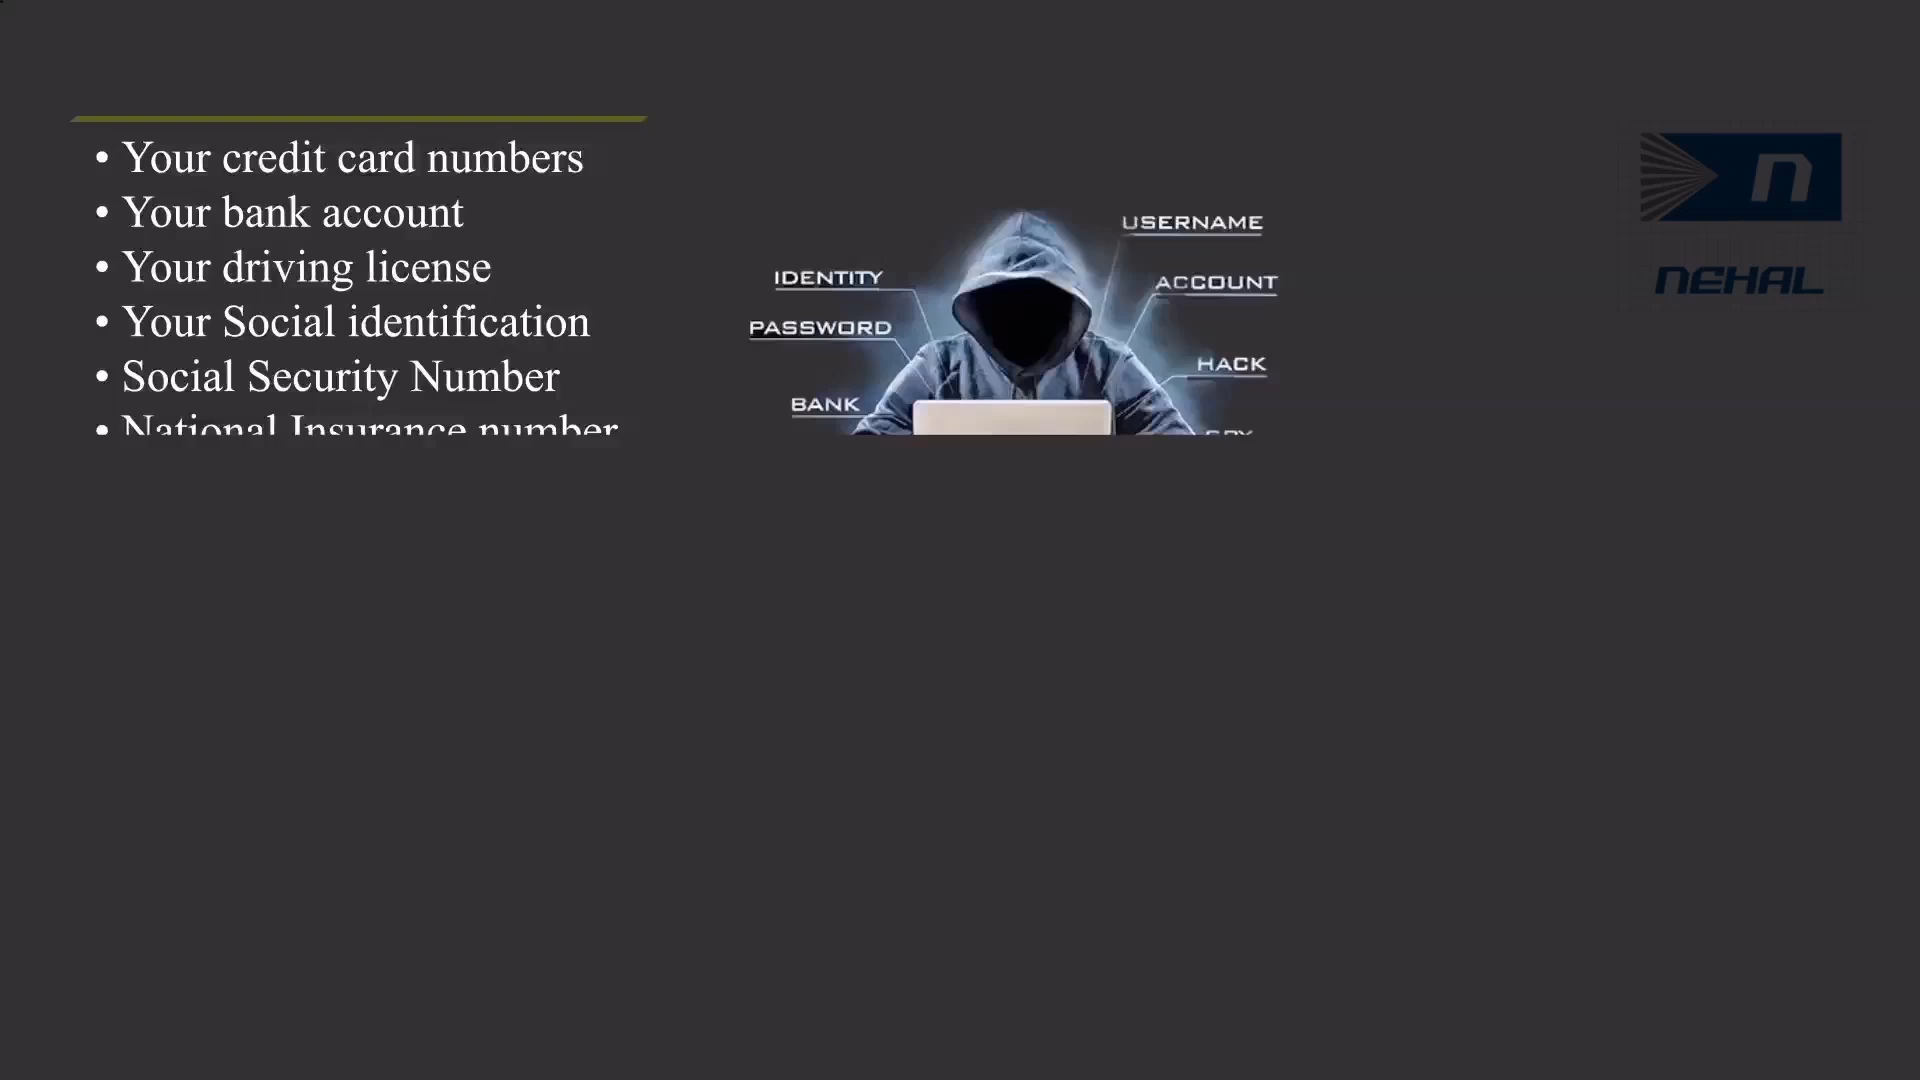 • Your credit card numbers
• Your bank account
• Your driving license
• Your Social identification
• Social Security Number
• National Insurance number
USERNAME
IDENTITY
ACCOUNT
PASSWORD
HACK
BANK
SPY
n
NEHAL